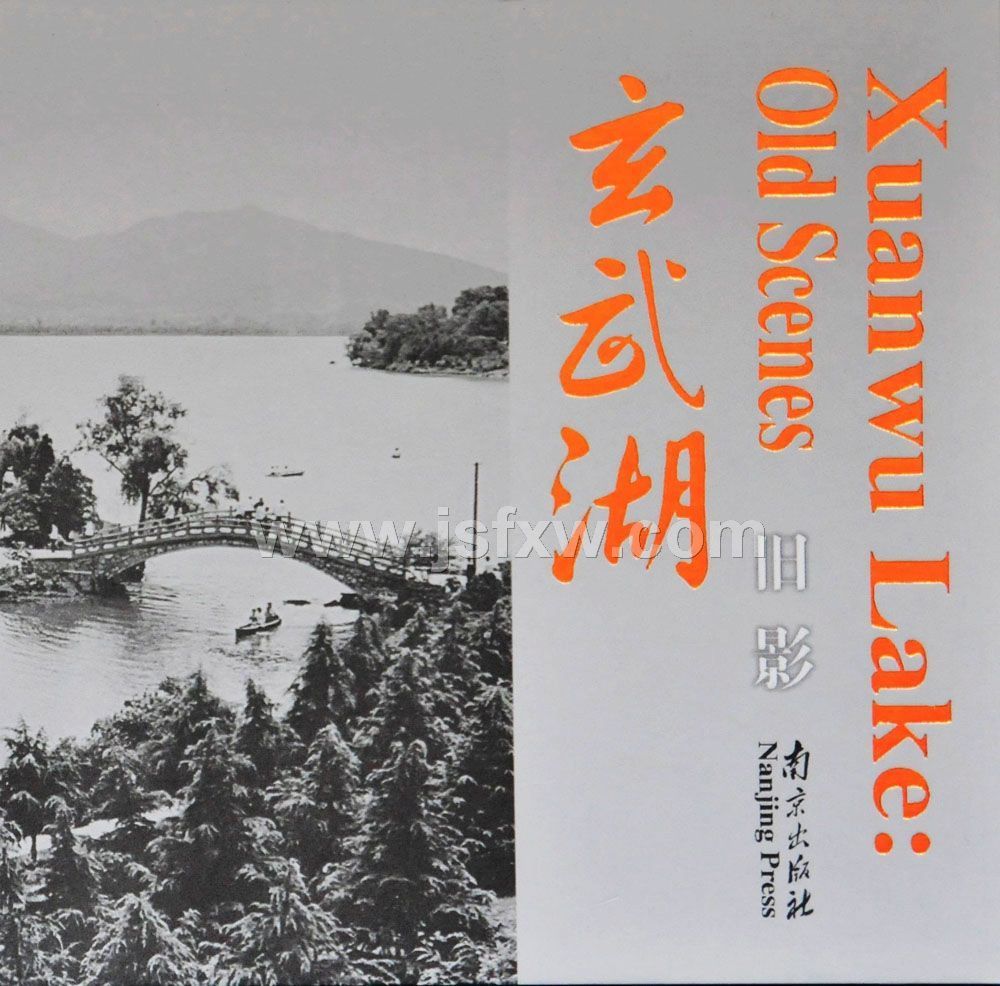 Xuanwu Lake:
Old Scenes
玄武湖
旧影
南京出版社
Nanjing Press
www.jsfxw.com